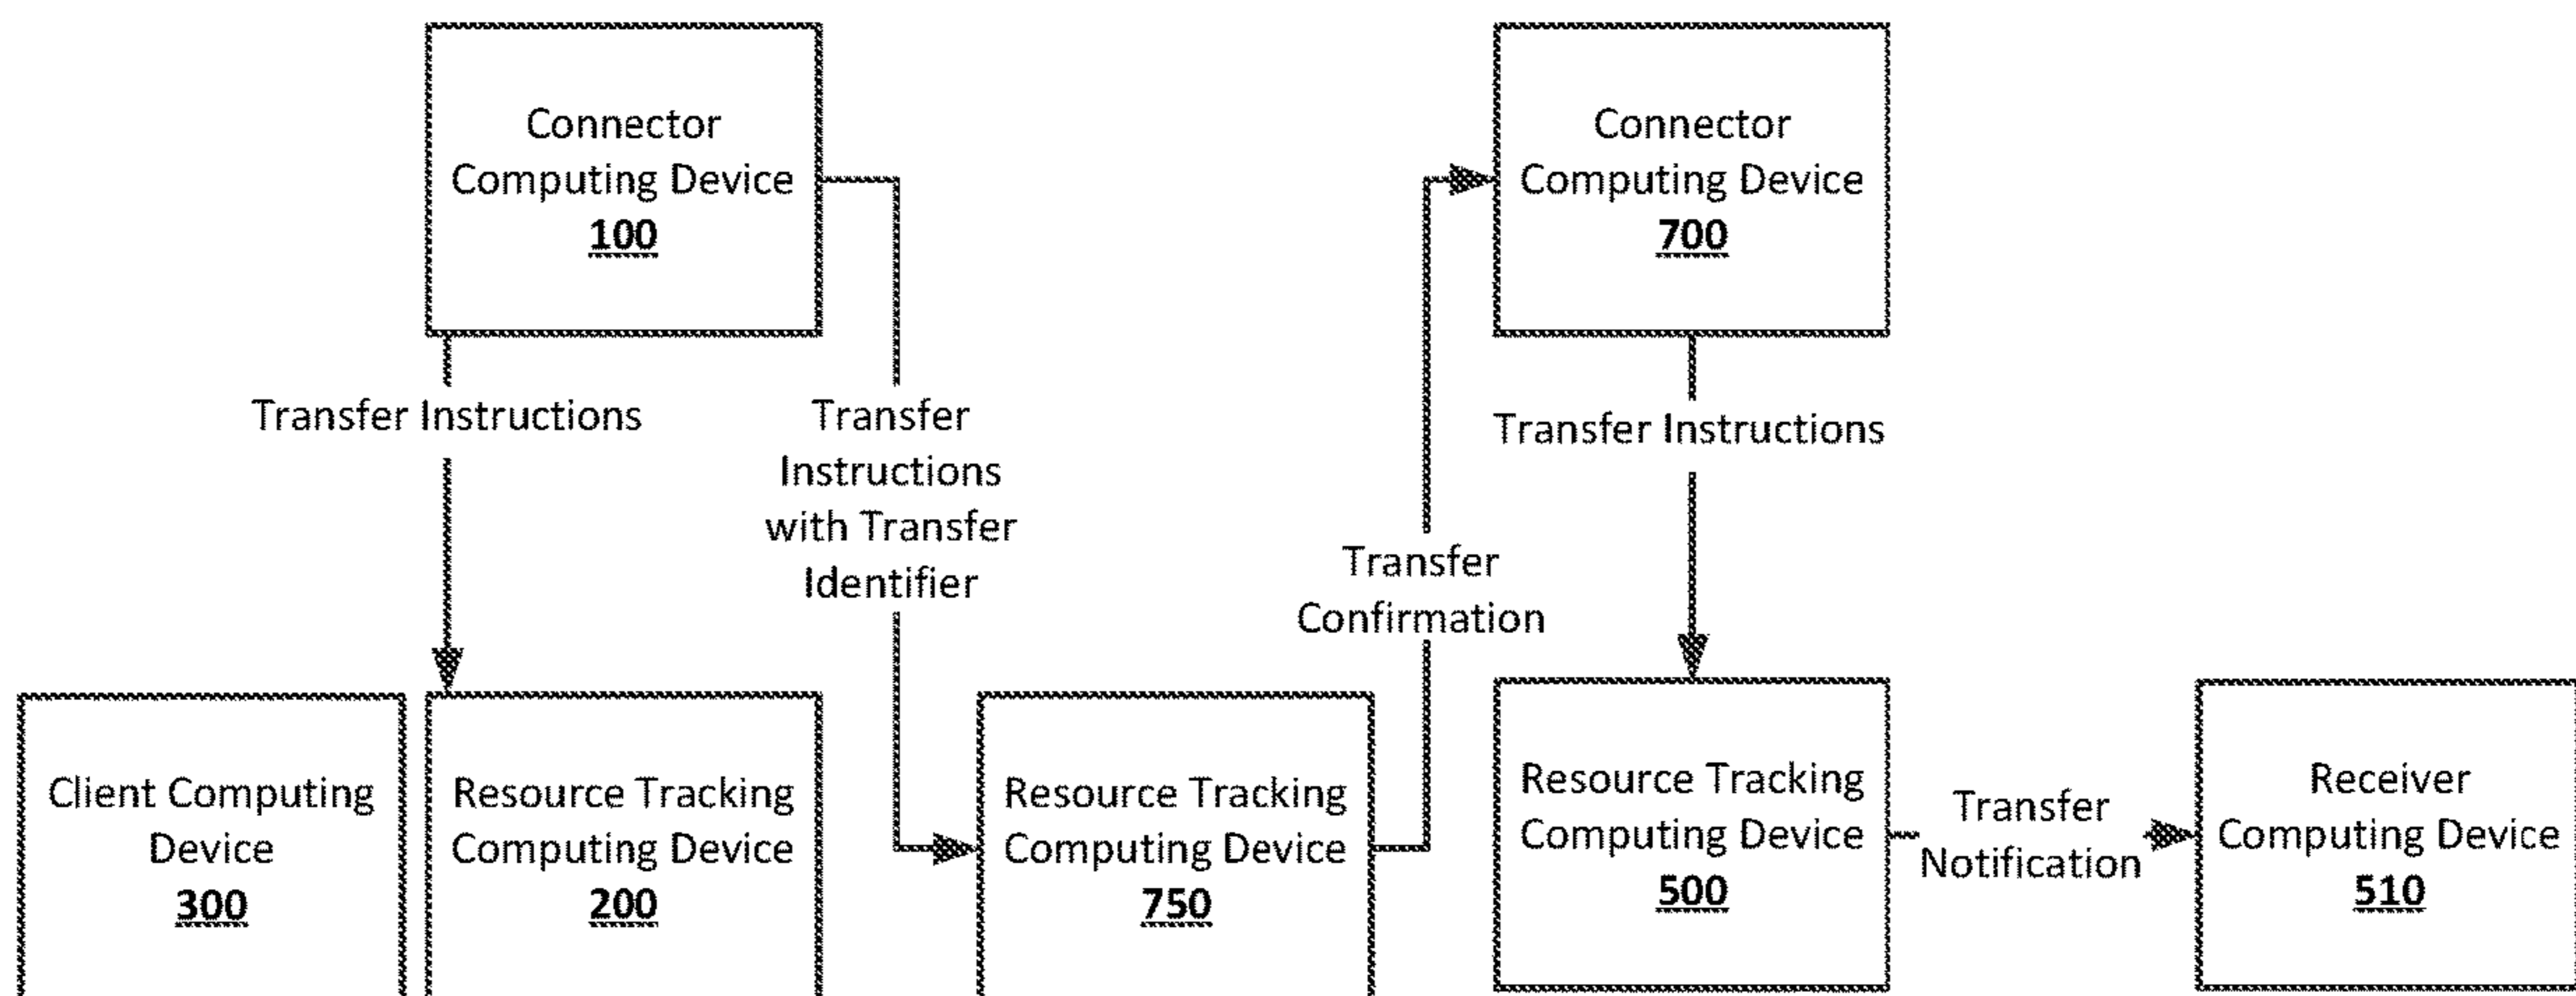 Connector
Computing Device
100
Connector
Computing Device
700
Transfer Instructions
Transfer
Instructions
with Transfer
Identifier
Transfer
Confirmation
Transfer Instructions
Client Computing
Device
300
Resource Tracking
Computing Device
200
Resource Tracking
Computing Device
750
Resource Tracking
Computing Device
500
Transfer
Notification
Receiver
Computing Device
510